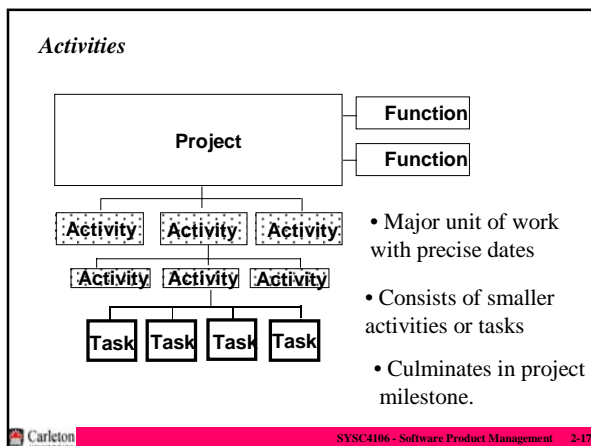 Activities
Project
Function
Function
Activity Activity Activity
Activity Activity Activity
Task Task Task Task
• Major unit of work
with precise dates
• Consists of smaller
activities or tasks
• Culminates in project
milestone.
Carleton
SYSC4106 - Software Product Management 2-17